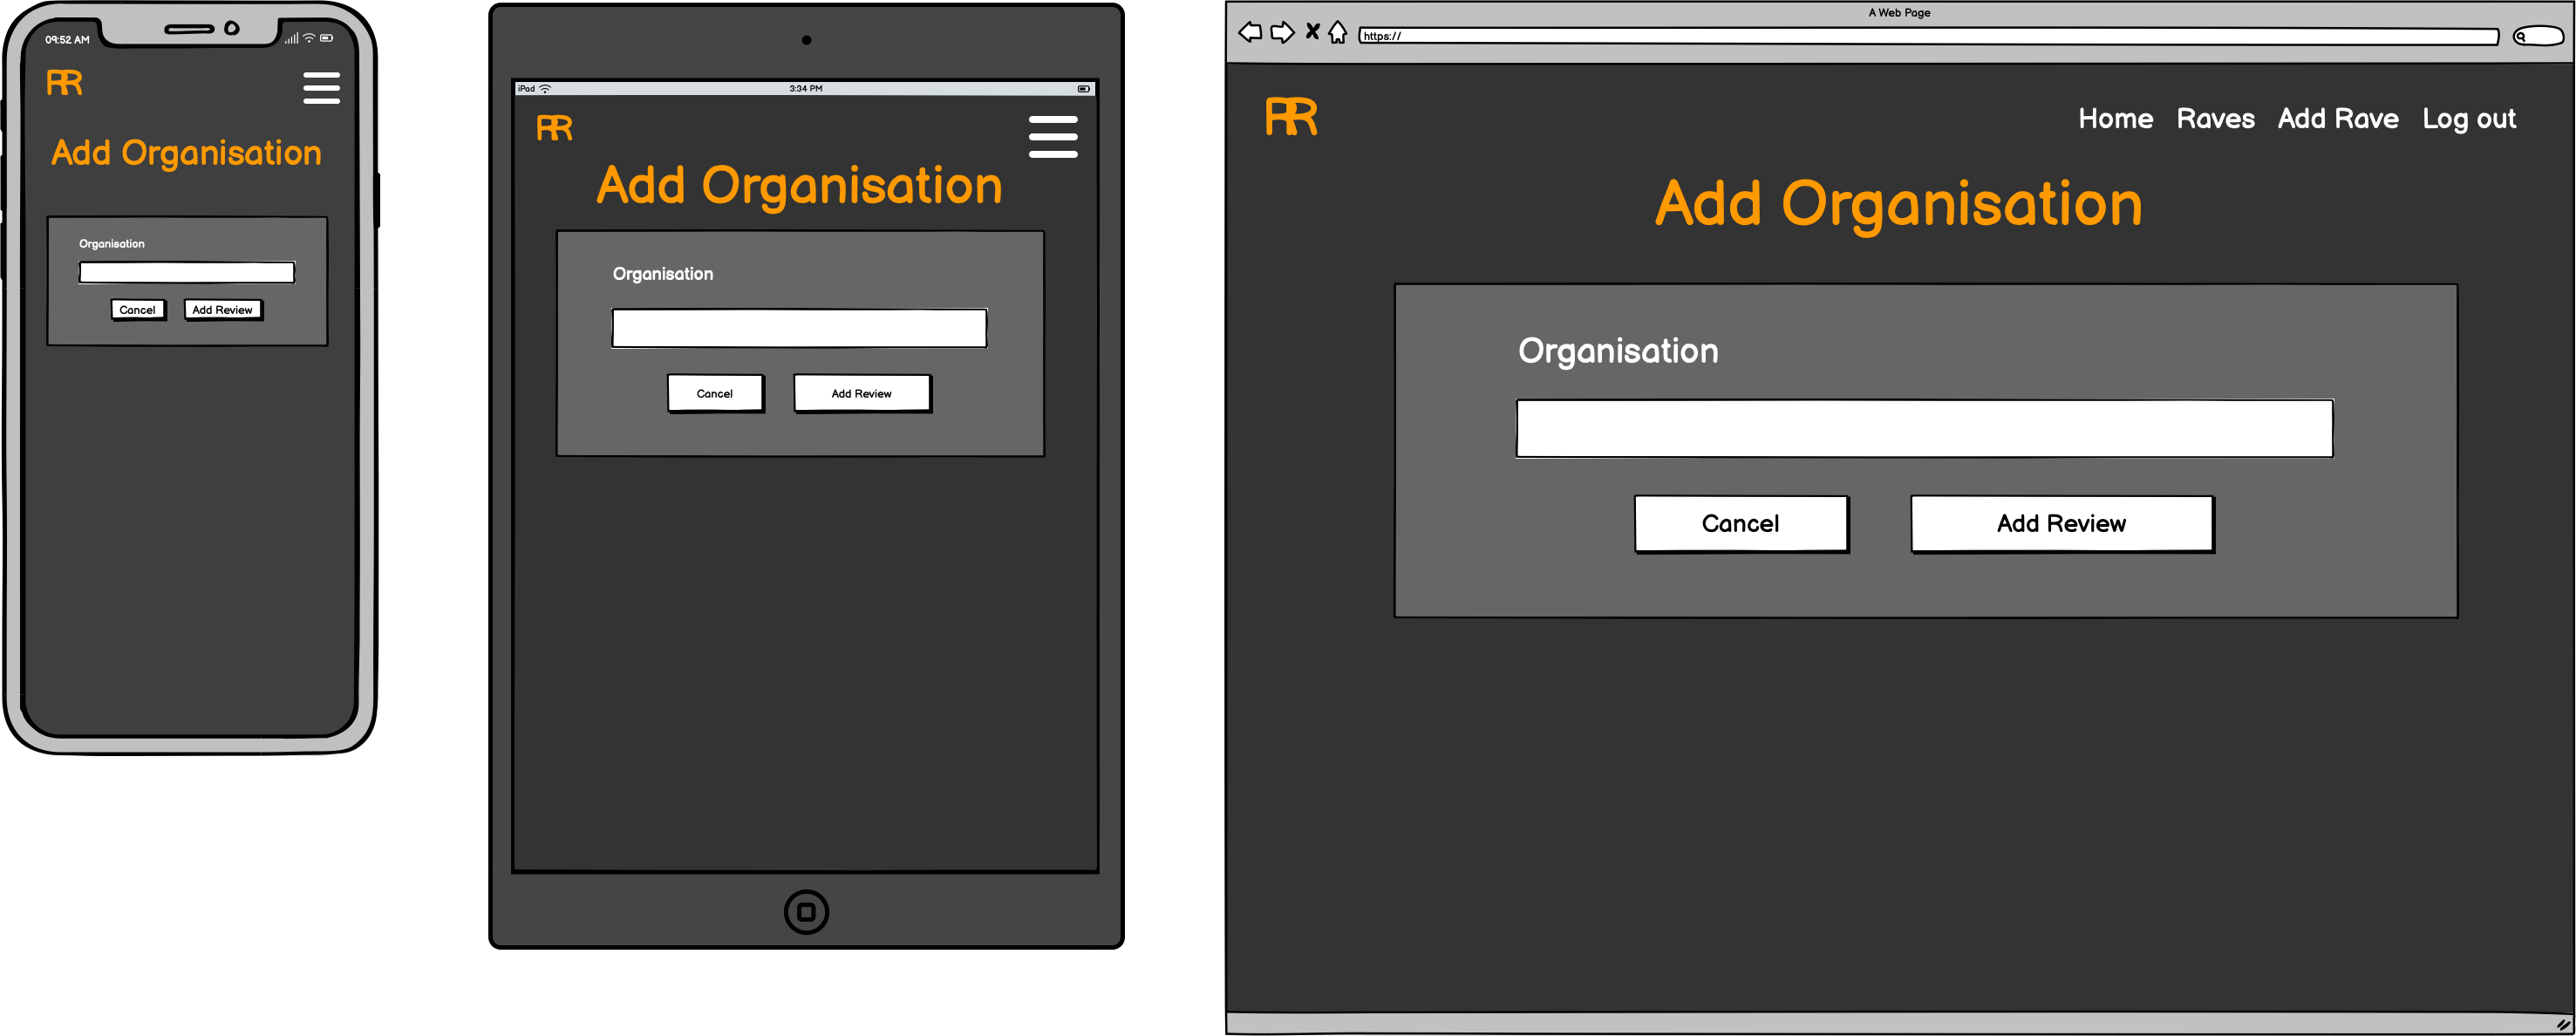 09:52 AM
RR
Add Organisation
Organisation
Cancel Add Review
iPad 3:34 PM
RR
Add Organisation
Organisation
Cancel Add Review
A Web Page
https://
RR
Home Raves Add Rave Log out
Add Organisation
Organisation
Cancel Add Review